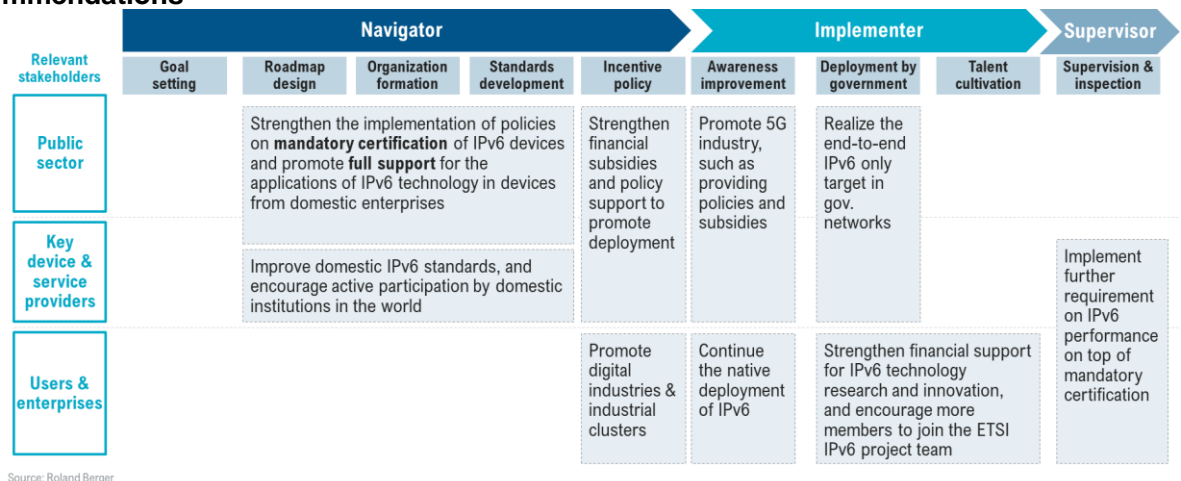 mmendations
Navigator
Implementer
Supervisor
Relevant
stakeholders
Goal
setting
Roadmap
design
Organization
formation
Standards
development
Incentive
policy
Awareness
improvement
Deployment by
government
Talent
cultivation
Supervision &
inspection
Public
sector
Strengthen the implementation of policies
on mandatory certification of IPv6 devices
and promote full support for the
applications of IPv6 technology in devices
from domestic enterprises
Strengthen
financial
subsidies
and policy
support to
promote
deployment
Promote 5G
industry,
such as
providing
policies and
subsidies
Realize the
end-to-end
IPv6 only
target in
gov.
networks
Key
device &
service
providers
Improve domestic IPv6 standards, and
encourage active participation by domestic
institutions in the world
Implement
further
requirement
on IPv6
performance
on top of
mandatory
certification
Users &
enterprises
Promote
digital
industries &
industrial
clusters
Continue
the native
deployment
of IPv6
Strengthen financial support
for IPv6 technology
research and innovation,
and encourage more
members to join the ETSI
IPv6 project team
Source: Roland Berger